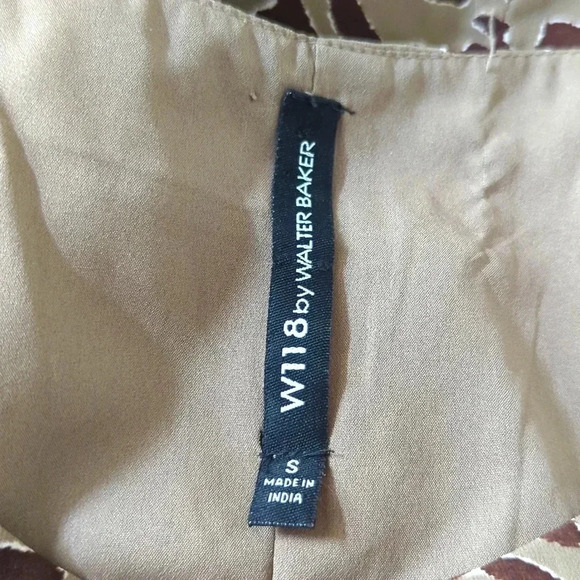 W118 by WALTER BAKER
S
MADE IN
INDIA